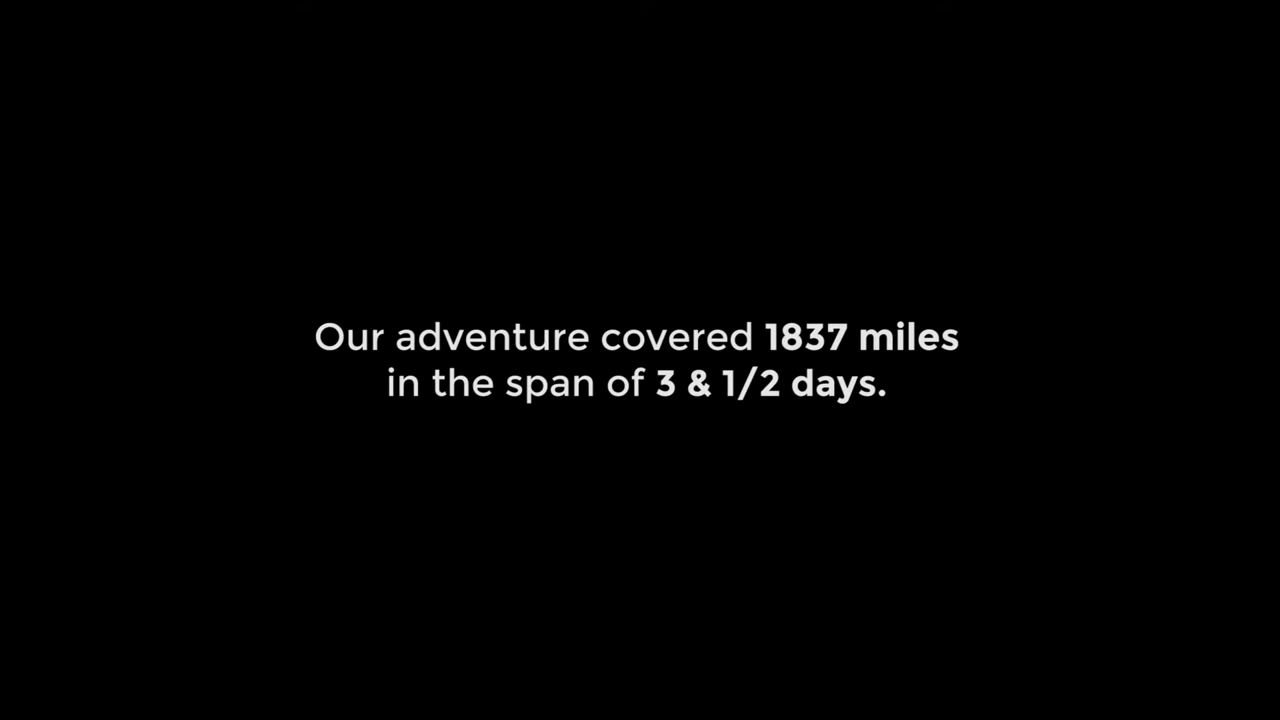 Our adventure covered 1837 miles
in the span of 3 & 1/2 days.